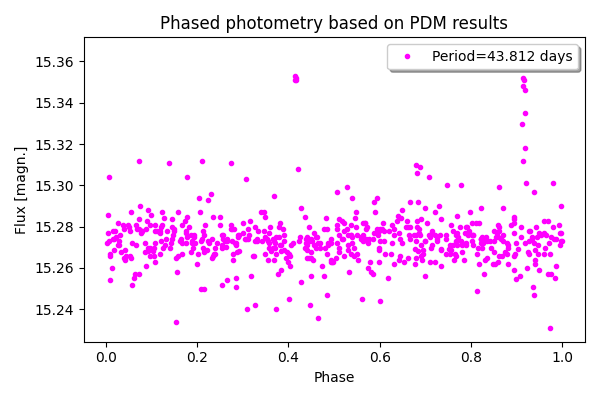 Phased photometry based on PDM results
Period=43.812 days
15.36
15.34
15.32
15.30
15.28
15.26
15.24
Flux [magn.]
0.0 0.2 0.4 0.6 0.8 1.0
Phase